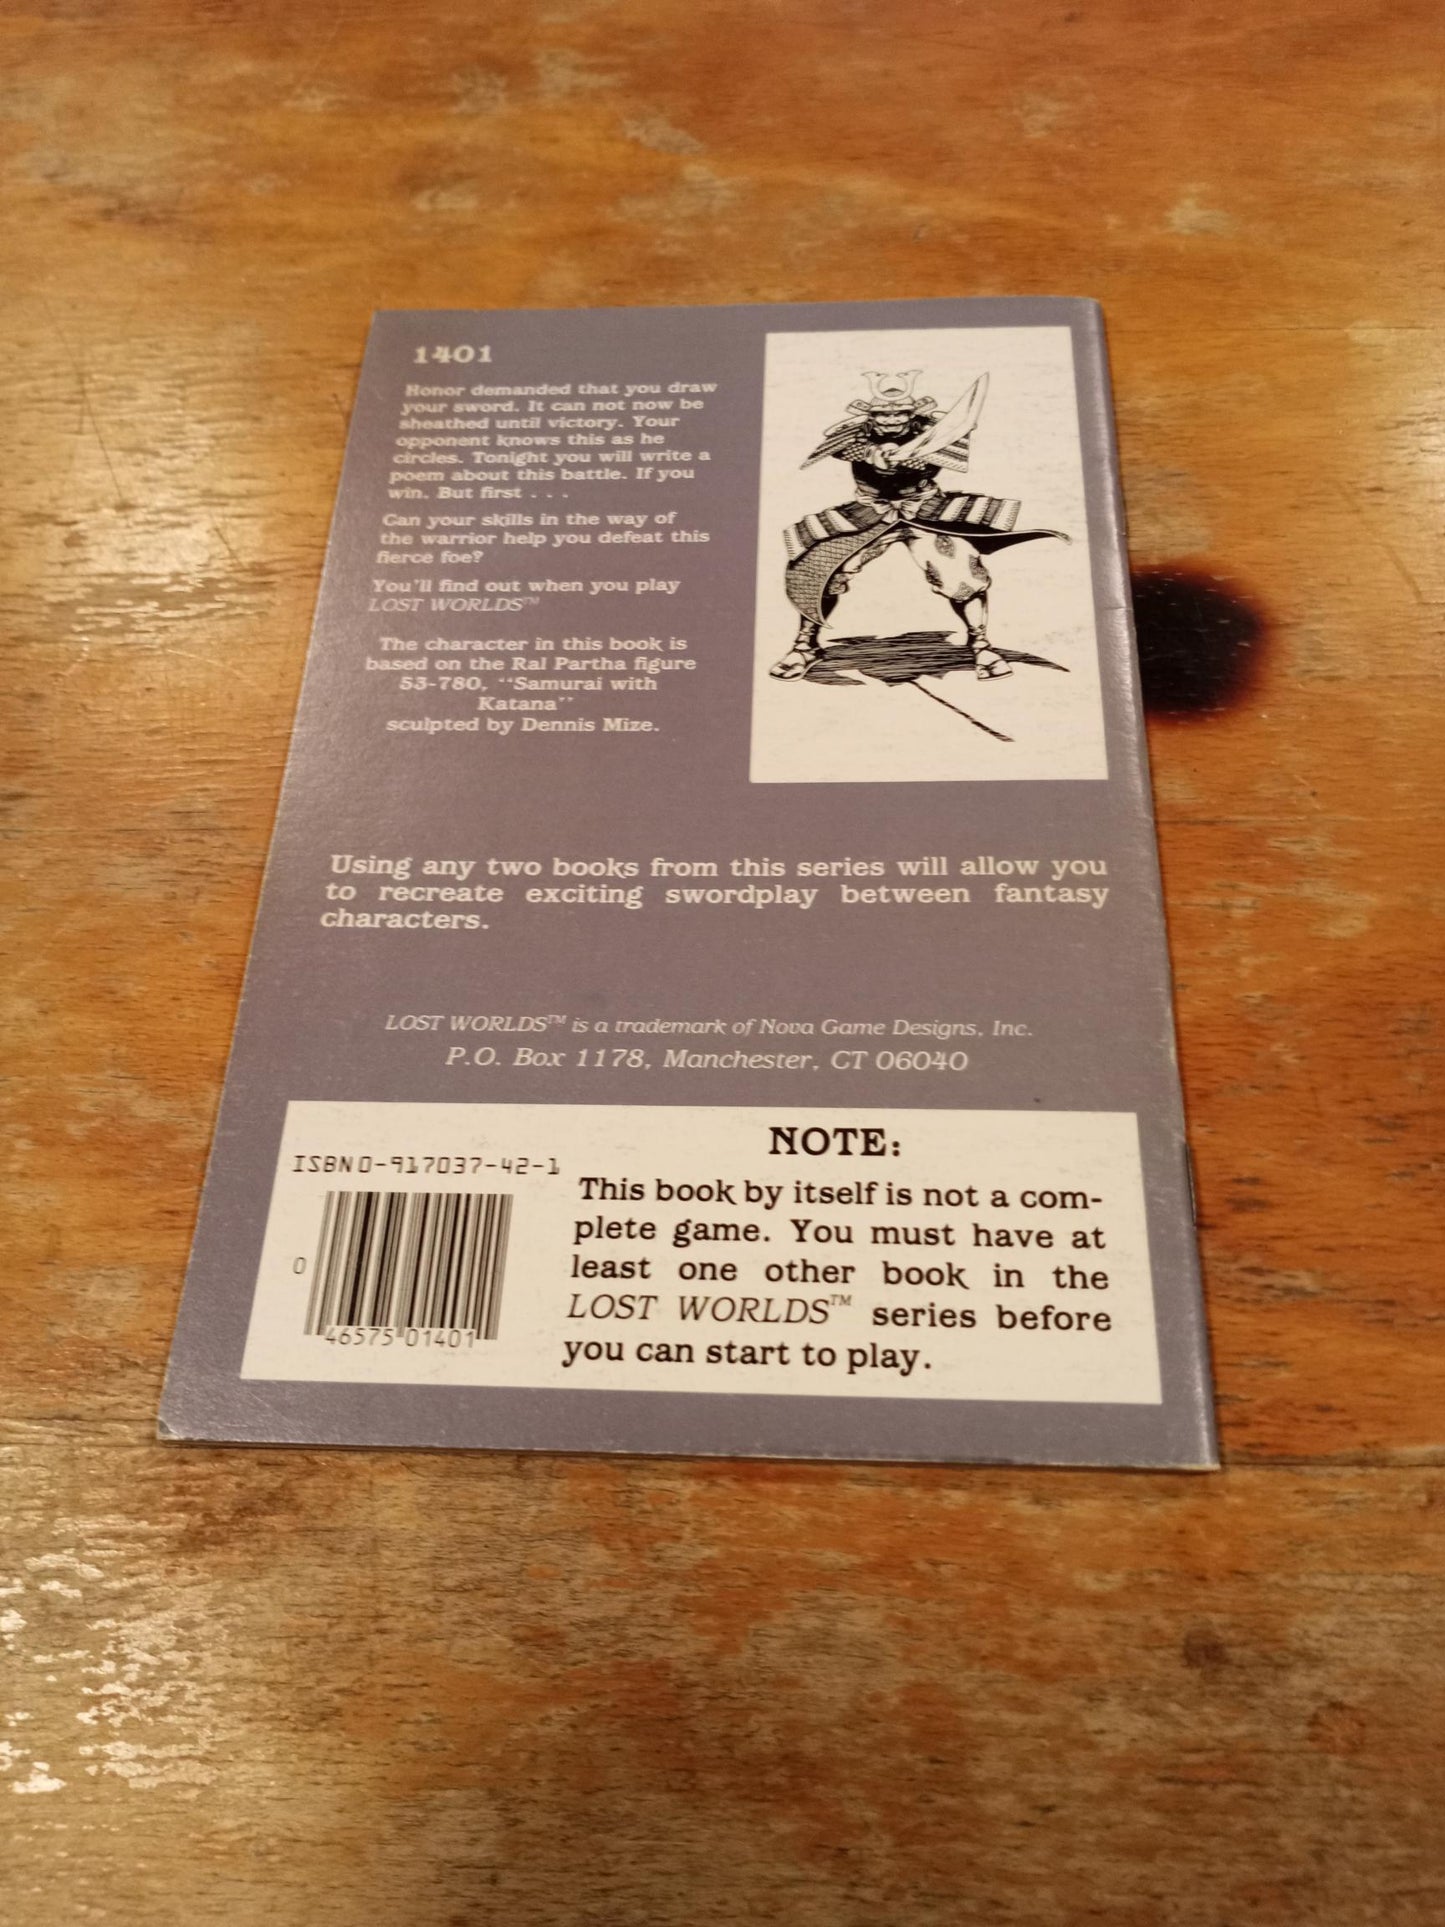 1401
Honor demanded that you draw
your sword. It can not now be
sheathed until victory. Your
opponent knows this as he
circles. Tonight you will write a
poem about this battle. If you
win. But first . . .
Can your skills in the way of
the warrior help you defeat this
fierce foe?
You'll find out when you play
LOST WORLDS™
The character in this book is
based on the Ral Partha figure
53-780, "Samurai with
Katana"
sculpted by Dennis Mize.
Using any two books from this series will allow you
to recreate exciting swordplay between fantasy
characters.
LOST WORLDS™ is a trademark of Nova Game Designs, Inc.
P.O. Box 1178, Manchester, CT 06040
ISBN 0-917037-42-1
0 46575 01401
NOTE:
This book by itself is not a com-
plete game. You must have at
least one other book in the
LOST WORLDS™ series before
you can start to play.